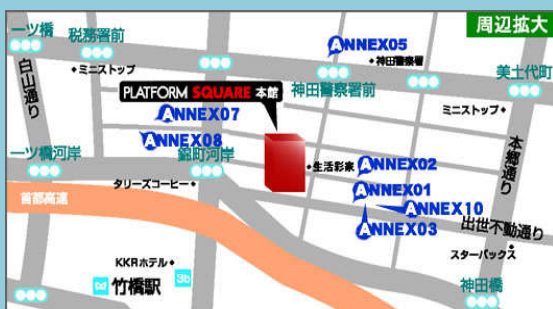 周辺拡大
一ツ橋
税務署前
ANNEX05
神田警察署
ミニストップ
白山通り
神田警察署前
美土代町
PLATFORM SQUARE 本館
ミニストップ
ANNEX07
ANNEX08
本郷通り
一ツ橋河岸
錦町河岸
生活彩家
ANNEX02
タリーズコーヒー
ANNEX01
首都高速
ANNEX10
出世不動通り
ANNEX03
スターバックス
KKRホテル
竹橋駅
3b
神田橋